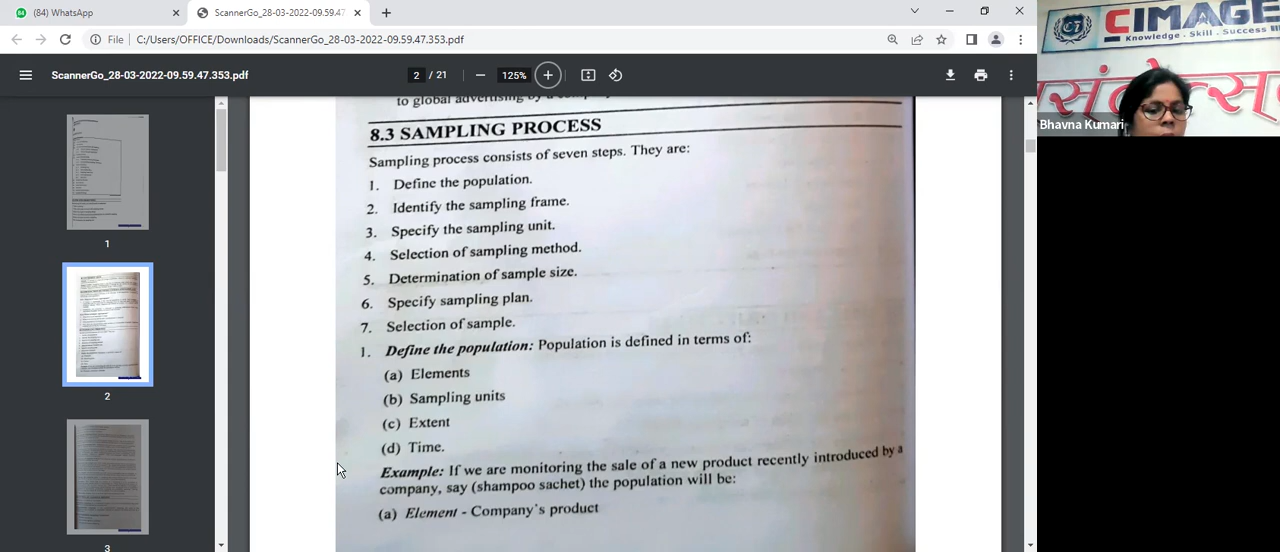 (84) WhatsApp
ScannerGo_28-03-2022-09.59.47
File
C:/Users/OFFICE/Downloads/ScannerGo_28-03-2022-09.59.47.353.pdf
ScannerGo_28-03-2022-09.59.47.353.pdf
2 / 21
125%
1
2
3
to global advertising by
8.3 SAMPLING PROCESS
Sampling process consists of seven steps. They are:
1. Define the population.
2. Identify the sampling frame.
3. Specify the sampling unit.
4. Selection of sampling method.
5. Determination of sample size.
6. Specify sampling plan.
7. Selection of sample.
1. Define the population: Population is defined in terms of:
(a) Elements
(b) Sampling units
(c) Extent
(d) Time.
Example: If we are monitoring the sale of a new product recently introduced by a
company, say (shampoo sachet) the population will be:
(a) Element - Company's product
CIMAGE
Knowledge . Skill . Success
Bhavna Kumari